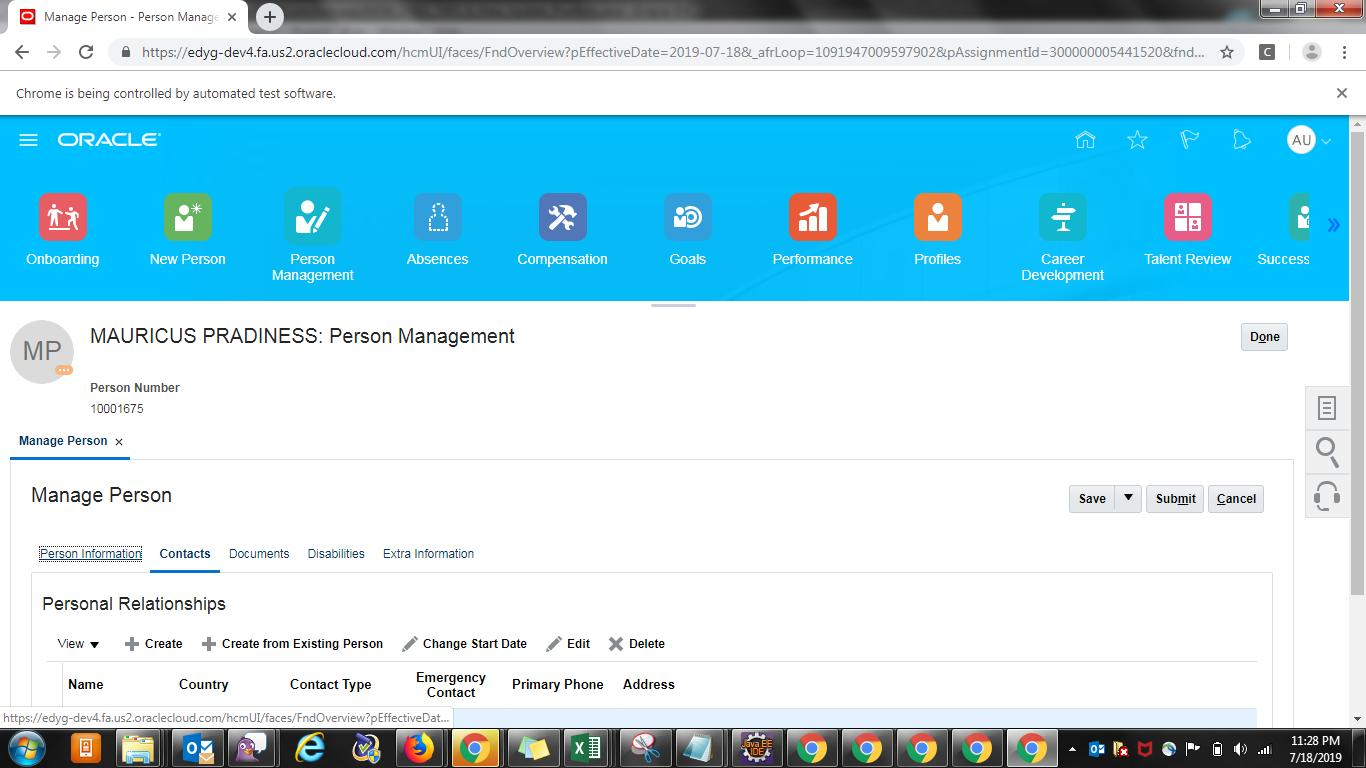 Manage Person - Person Manage
https://edyg-dev4.fa.us2.oraclecloud.com/hcmUI/faces/FndOverview?pEffectiveDate=2019-07-18&_afrLoop=1091947009597902&pAssignmentId=300000005441520&fnd...
C
Chrome is being controlled by automated test software.
ORACLE
AU
Onboarding
New Person
Person Management
Absences
Compensation
Goals
Performance
Profiles
Career Development
Talent Review
Success
MP
MAURICUS PRADINESS: Person Management
Done
Person Number
10001675
Manage Person
Manage Person
Save
Submit
Cancel
Person Information
Contacts
Documents
Disabilities
Extra Information
Personal Relationships
View
Create
Create from Existing Person
Change Start Date
Edit
Delete
Name
Country
Contact Type
Emergency Contact
Primary Phone
Address
https://edyg-dev4.fa.us2.oraclecloud.com/hcmUI/faces/FndOverview?pEffectiveDat...
Java EE
IDE
11:28 PM
7/18/2019